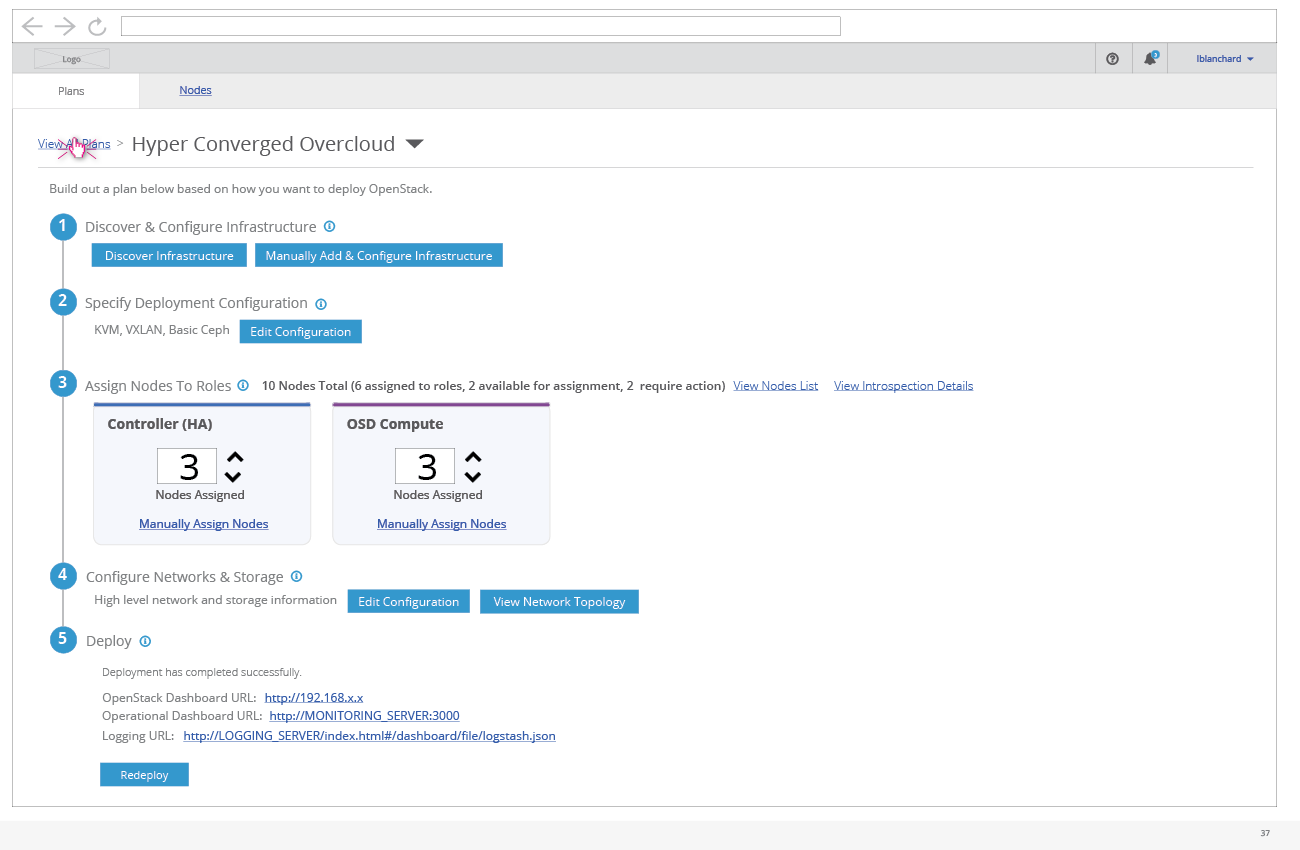 Logo
3
lblanchard
Plans
Nodes
View All Plans > Hyper Converged Overcloud
Build out a plan below based on how you want to deploy OpenStack.
1 Discover & Configure Infrastructure
Discover Infrastructure Manually Add & Configure Infrastructure
2 Specify Deployment Configuration
KVM, VXLAN, Basic Ceph Edit Configuration
3 Assign Nodes To Roles 10 Nodes Total (6 assigned to roles, 2 available for assignment, 2 require action) View Nodes List View Introspection Details
Controller (HA)
3
Nodes Assigned
Manually Assign Nodes
OSD Compute
3
Nodes Assigned
Manually Assign Nodes
4 Configure Networks & Storage
High level network and storage information Edit Configuration View Network Topology
5 Deploy
Deployment has completed successfully.
OpenStack Dashboard URL: http://192.168.x.x
Operational Dashboard URL: http://MONITORING_SERVER:3000
Logging URL: http://LOGGING_SERVER/index.html#/dashboard/file/logstash.json
Redeploy
37